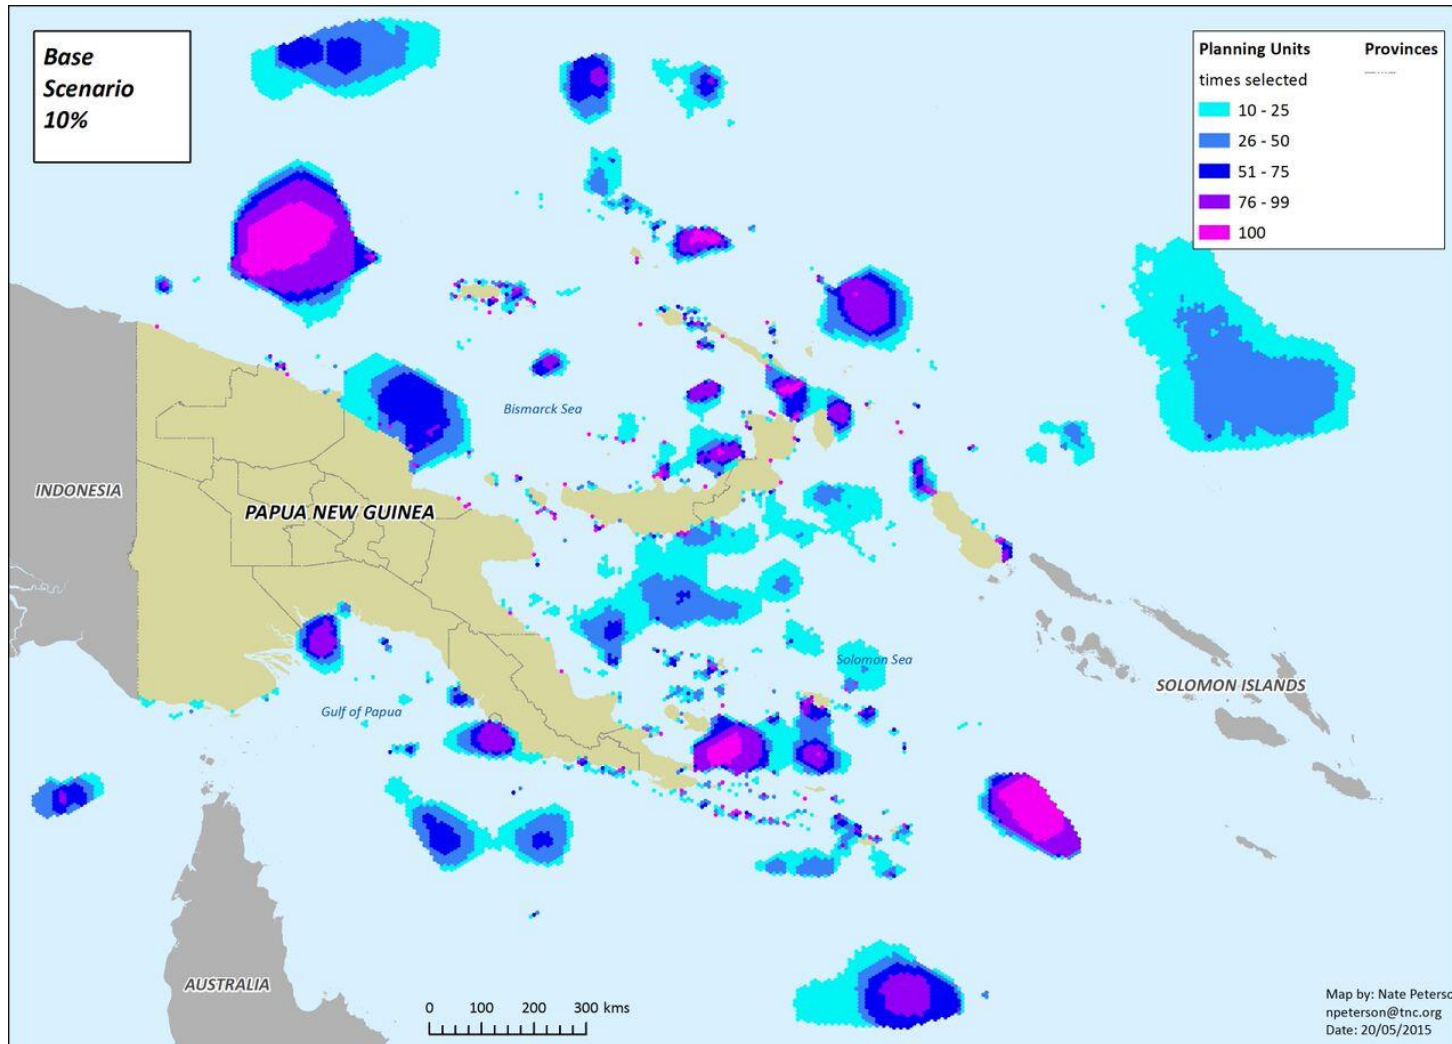 Base
Scenario
10%
Planning Units
Provinces
times selected
10 - 25
26 - 50
51 - 75
76 - 99
100
Bismarck Sea
INDONESIA
PAPUA NEW GUINEA
Solomon Sea
SOLOMON ISLANDS
Gulf of Papua
AUSTRALIA
0 100 200 300 kms
Map by: Nate Peterso
npeterson@tnc.org
Date: 20/05/2015